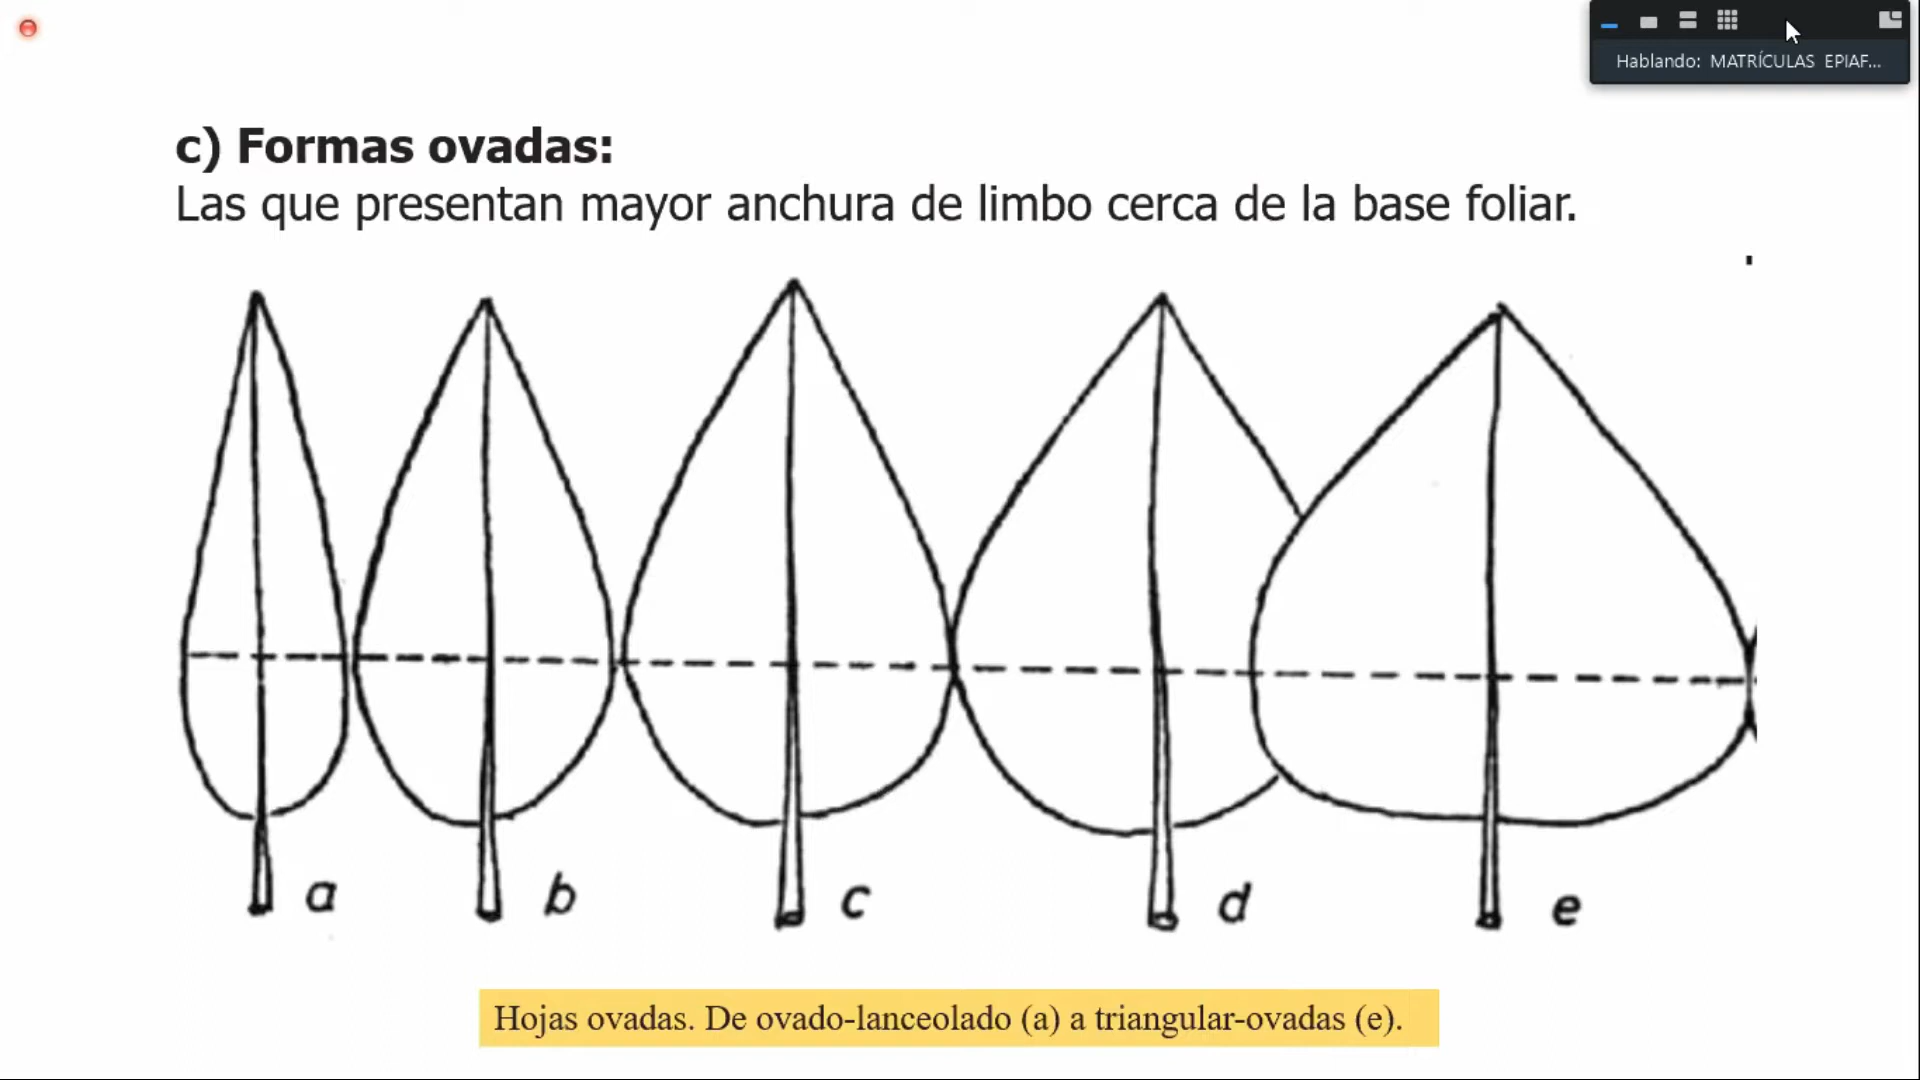 Hablando: MATRÍCULAS EPIAF...
c) Formas ovadas:
Las que presentan mayor anchura de limbo cerca de la base foliar.
a b c d e
Hojas ovadas. De ovado-lanceolado (a) a triangular-ovadas (e).